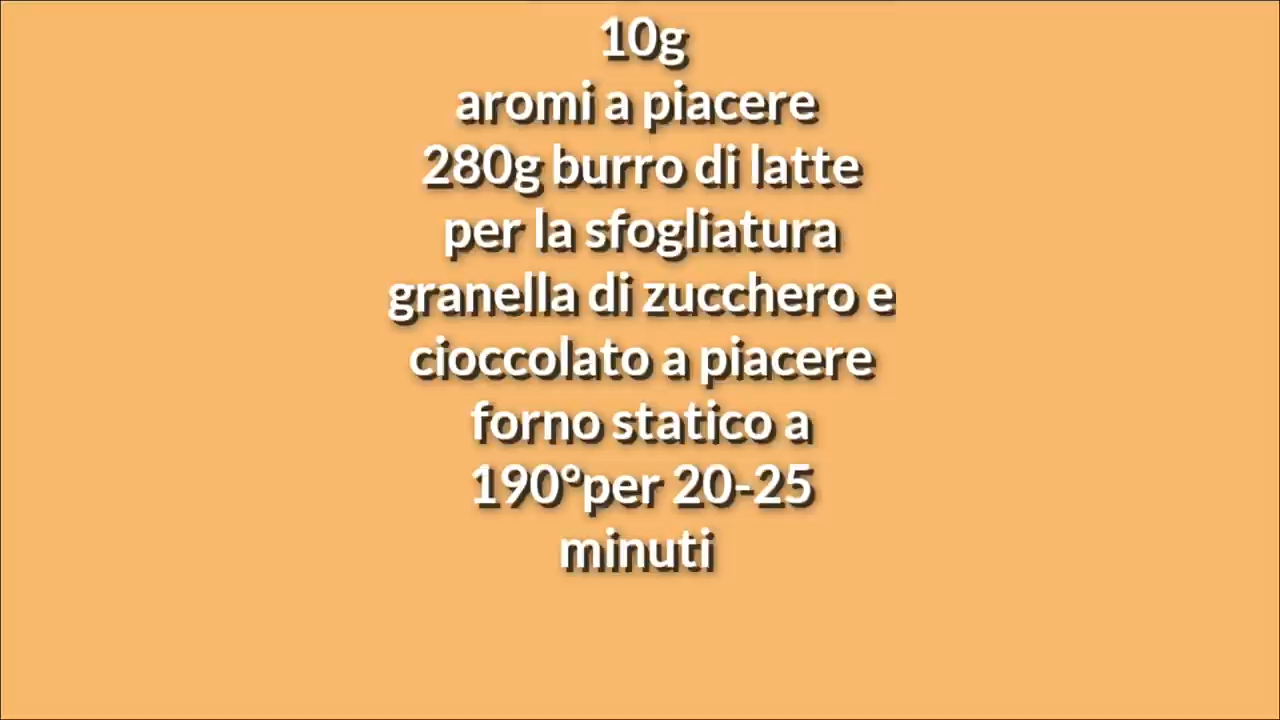 10g
aromi a piacere
280g burro di latte
per la sfogliatura
granella di zucchero e
cioccolato a piacere
forno statico a
190°per 20-25
minuti